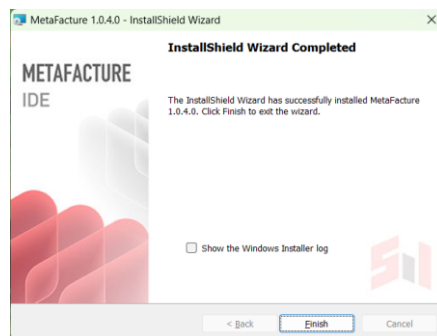 MetaFacture 1.0.4.0 - InstallShield Wizard
InstallShield Wizard Completed
METAFACTURE
IDE
The InstallShield Wizard has successfully installed MetaFacture
1.0.4.0. Click Finish to exit the wizard.
Show the Windows Installer log
< Back
Finish
Cancel